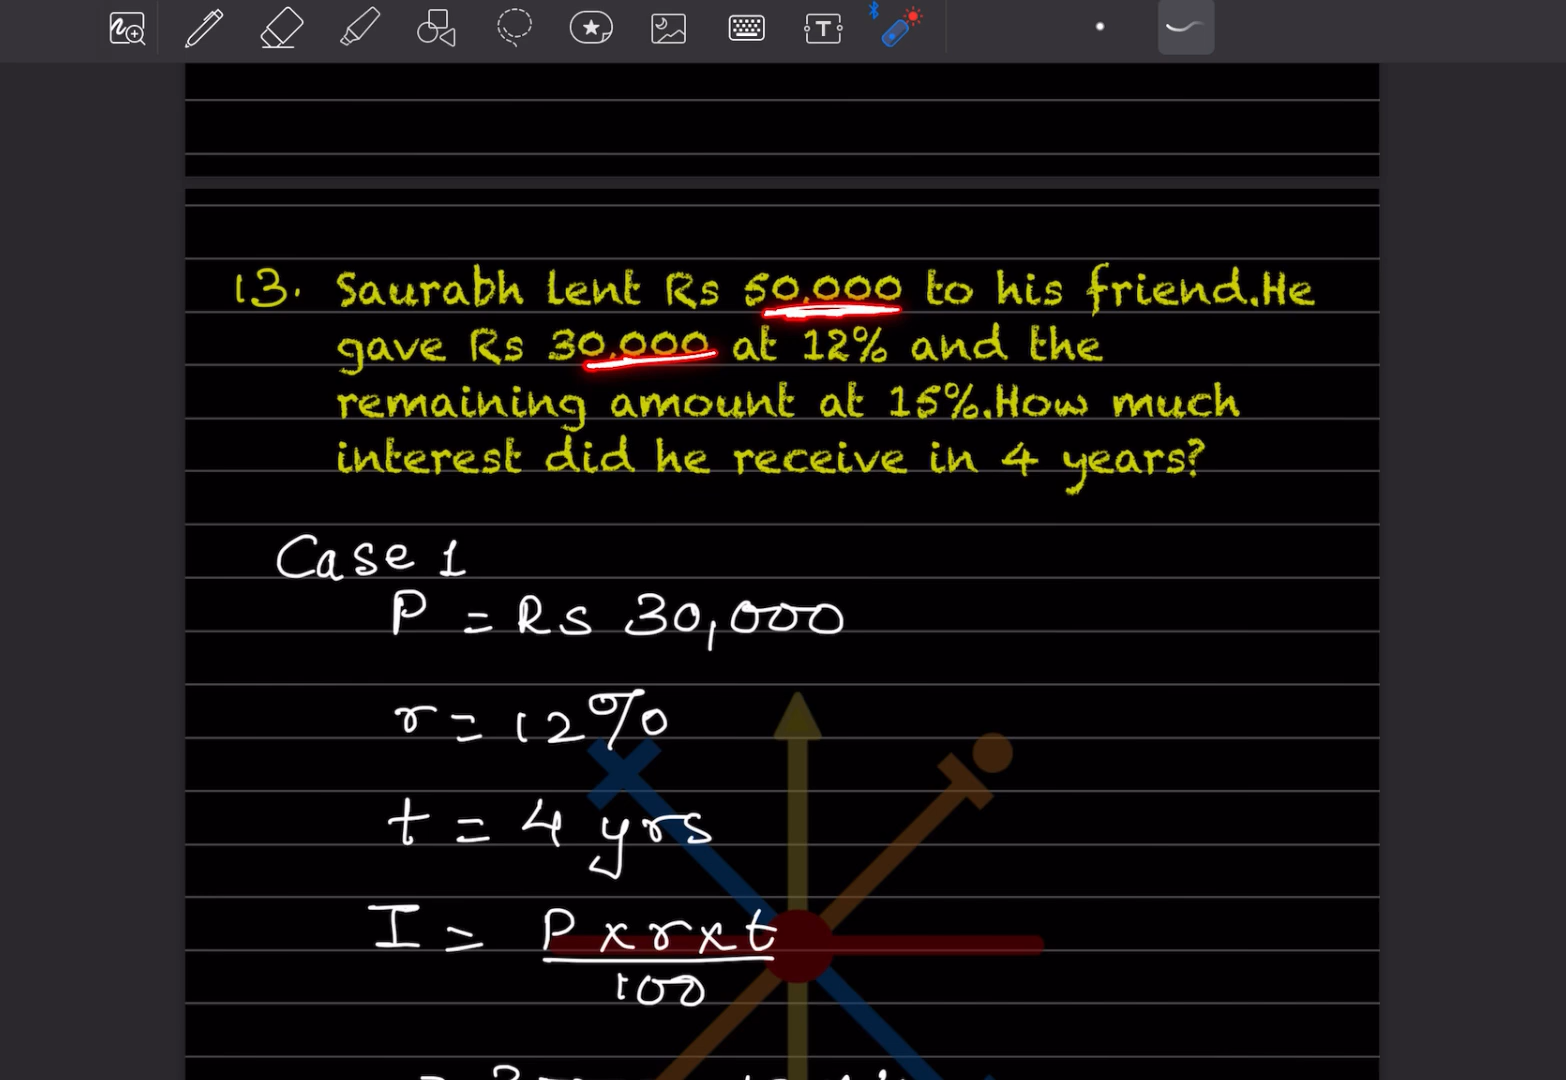 13. Saurabh lent Rs 50,000 to his friend.He
gave Rs 30,000 at 12% and the
remaining amount at 15%.How much
interest did he receive in 4 years?
Case 1
P = Rs 30,000
r = 12%
t = 4 yrs
I = P x r x t
100